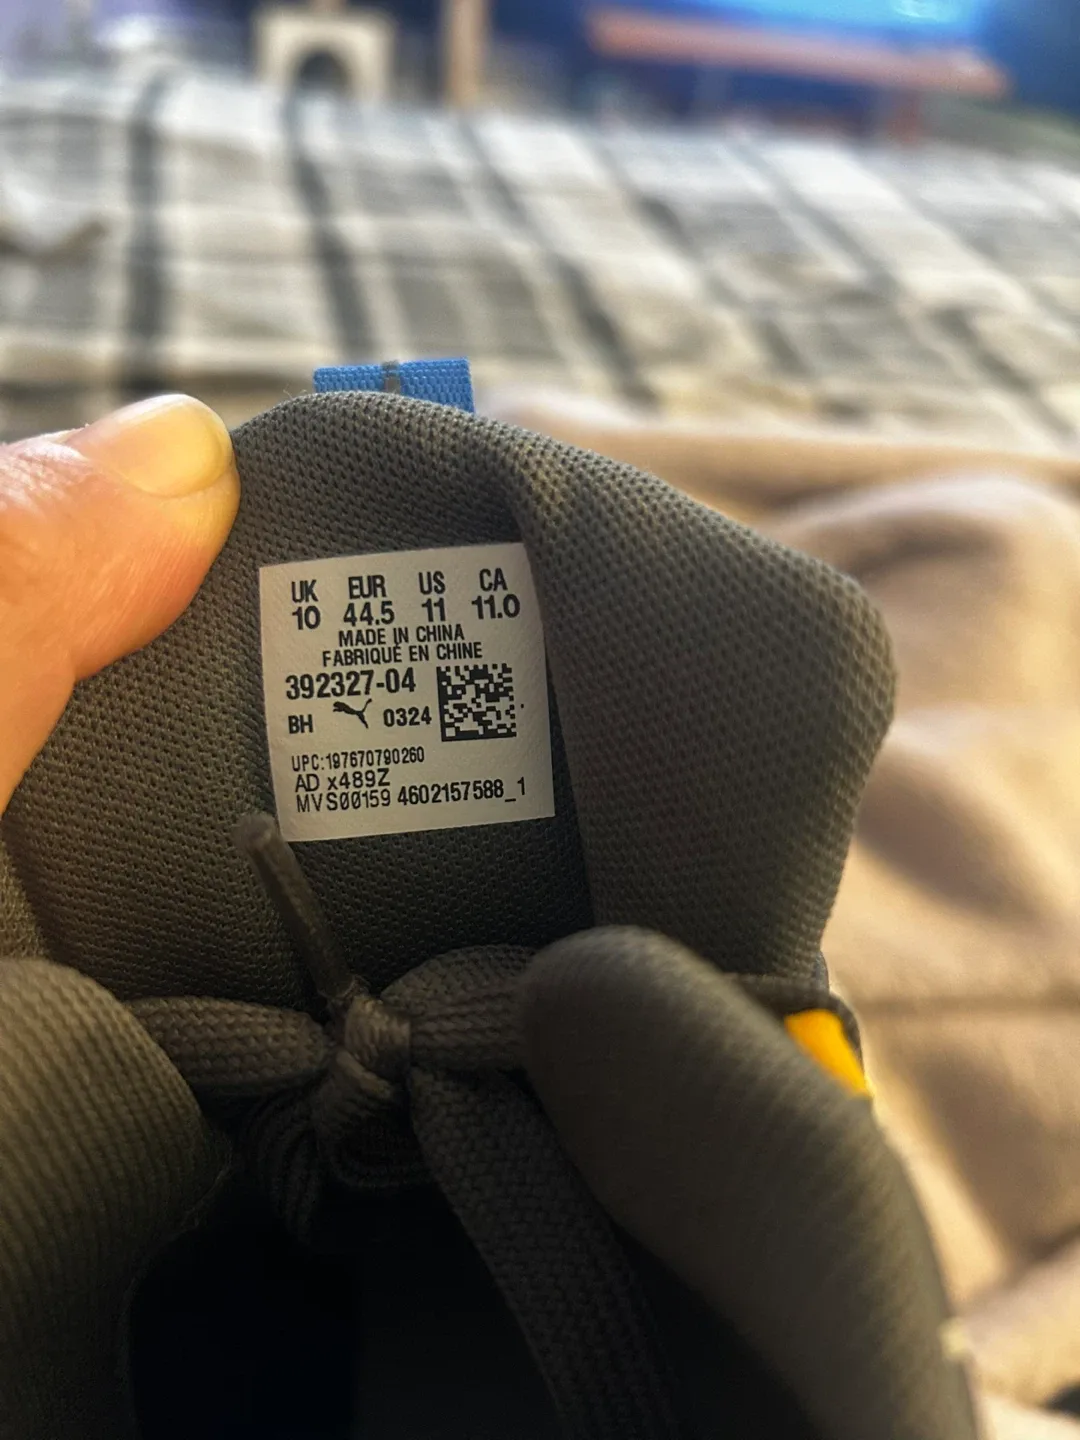 UK EUR US CA
10 44.5 11 11.0
MADE IN CHINA
FABRIQUÉ EN CHINE
392327-04
BH 0324
UPC:197670790260
AD x489Z
MVS00159 4602157588_1